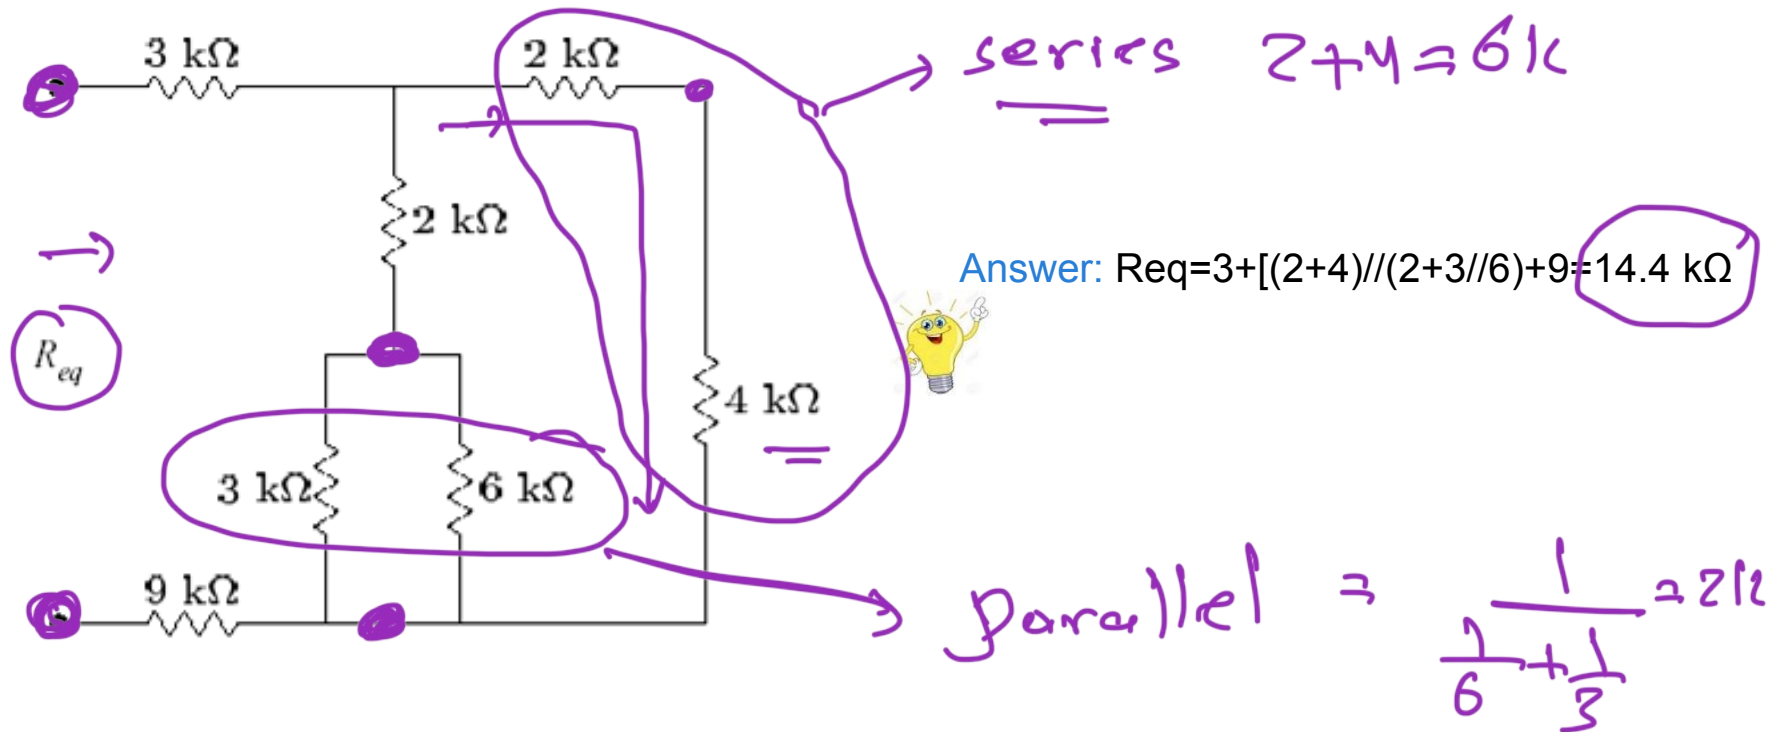 3 kΩ
2 kΩ
series 2+4=6k
2 kΩ
Answer: Req=3+[(2+4)//(2+3//6)+9=14.4 kΩ
Req
4 kΩ
3 kΩ
6 kΩ
9 kΩ
parallel = 1/(1/6+1/3) =2k